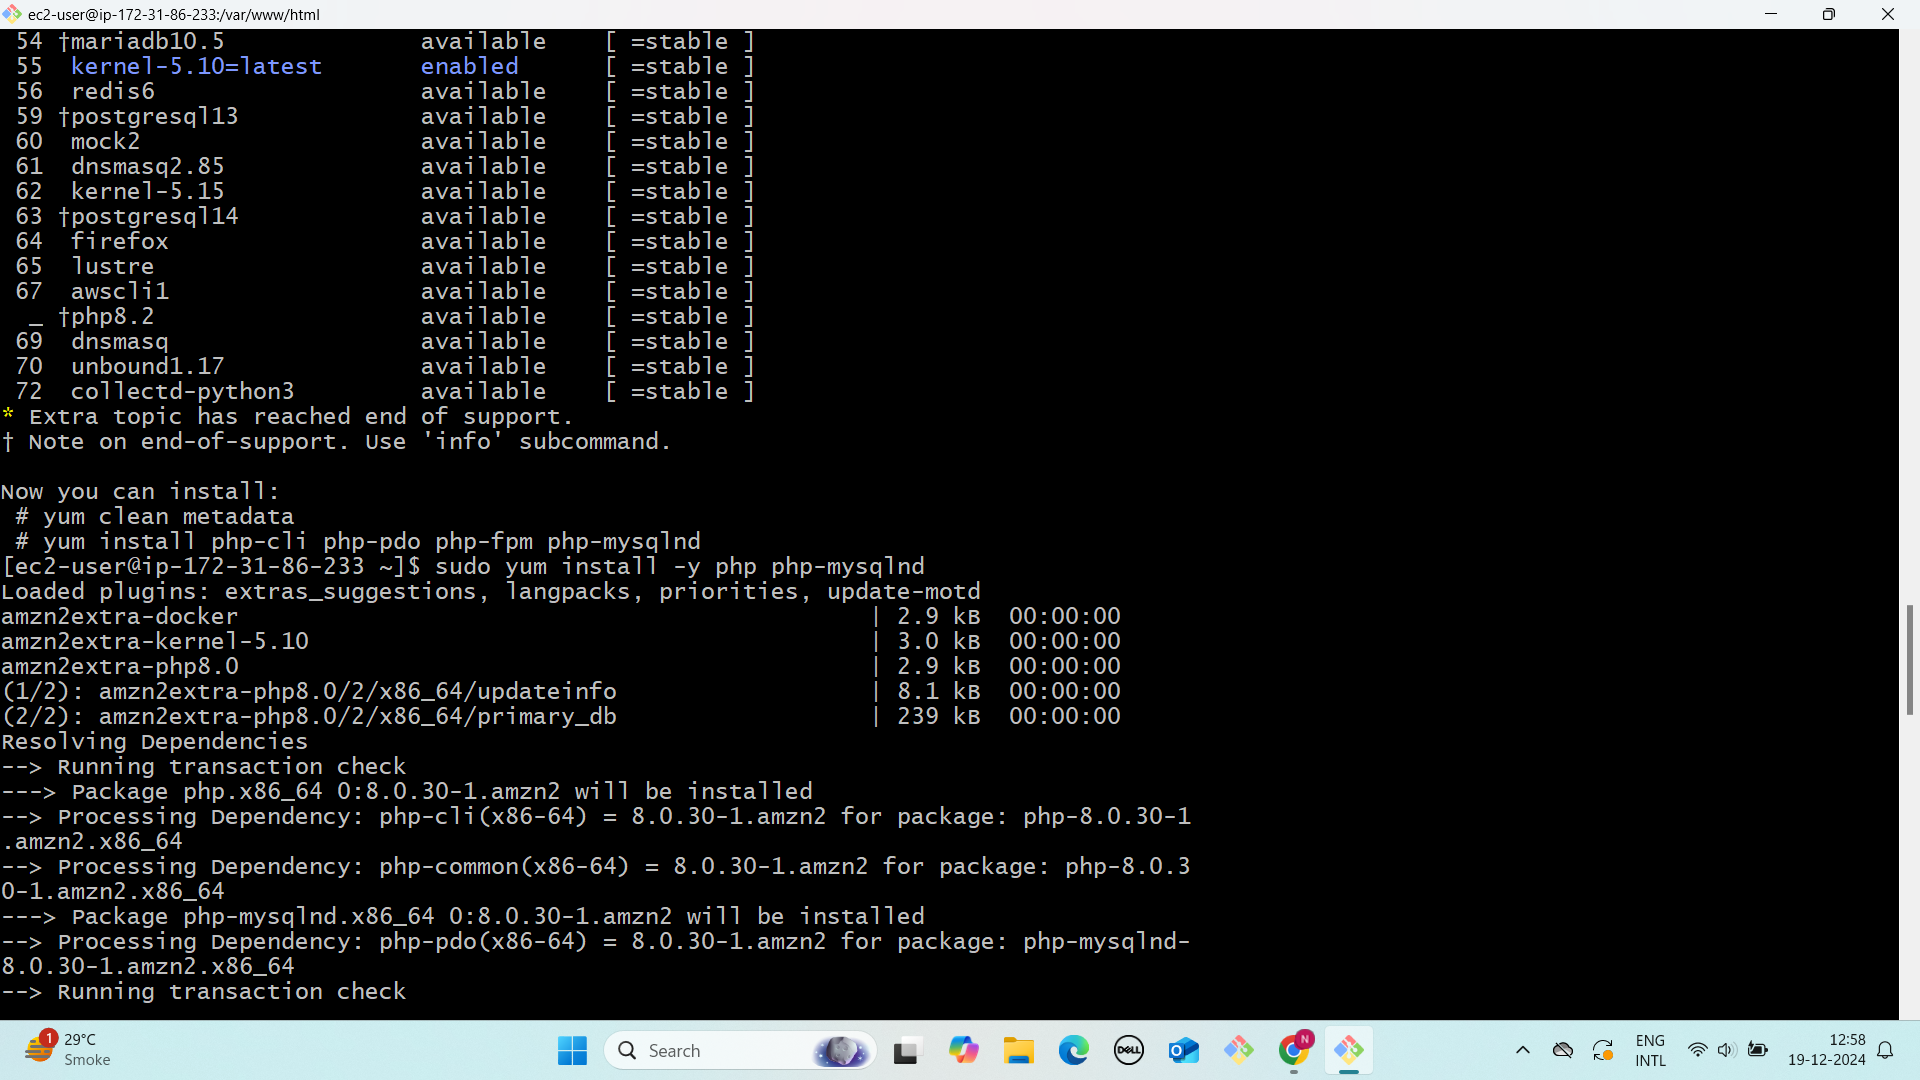 ec2-user@ip-172-31-86-233:/var/www/html
54 †mariadb10.5 available [ =stable ]
55 kernel-5.10=latest enabled [ =stable ]
56 redis6 available [ =stable ]
59 †postgresql13 available [ =stable ]
60 mock2 available [ =stable ]
61 dnsmasq2.85 available [ =stable ]
62 kernel-5.15 available [ =stable ]
63 †postgresql14 available [ =stable ]
64 firefox available [ =stable ]
65 lustre available [ =stable ]
67 awscli1 available [ =stable ]
_ †php8.2 available [ =stable ]
69 dnsmasq available [ =stable ]
70 unbound1.17 available [ =stable ]
72 collectd-python3 available [ =stable ]
* Extra topic has reached end of support.
† Note on end-of-support. Use 'info' subcommand.
Now you can install:
# yum clean metadata
# yum install php-cli php-pdo php-fpm php-mysqlnd
[ec2-user@ip-172-31-86-233 ~]$ sudo yum install -y php php-mysqlnd
Loaded plugins: extras_suggestions, langpacks, priorities, update-motd
amzn2extra-docker | 2.9 kB 00:00:00
amzn2extra-kernel-5.10 | 3.0 kB 00:00:00
amzn2extra-php8.0 | 2.9 kB 00:00:00
(1/2): amzn2extra-php8.0/2/x86_64/updateinfo | 8.1 kB 00:00:00
(2/2): amzn2extra-php8.0/2/x86_64/primary_db | 239 kB 00:00:00
Resolving Dependencies
--> Running transaction check
---> Package php.x86_64 0:8.0.30-1.amzn2 will be installed
--> Processing Dependency: php-cli(x86-64) = 8.0.30-1.amzn2 for package: php-8.0.30-1
.amzn2.x86_64
--> Processing Dependency: php-common(x86-64) = 8.0.30-1.amzn2 for package: php-8.0.3
0-1.amzn2.x86_64
---> Package php-mysqlnd.x86_64 0:8.0.30-1.amzn2 will be installed
--> Processing Dependency: php-pdo(x86-64) = 8.0.30-1.amzn2 for package: php-mysqlnd-
8.0.30-1.amzn2.x86_64
--> Running transaction check
1
29°C
Smoke
Search
DELL
N
ENG
INTL
12:58
19-12-2024